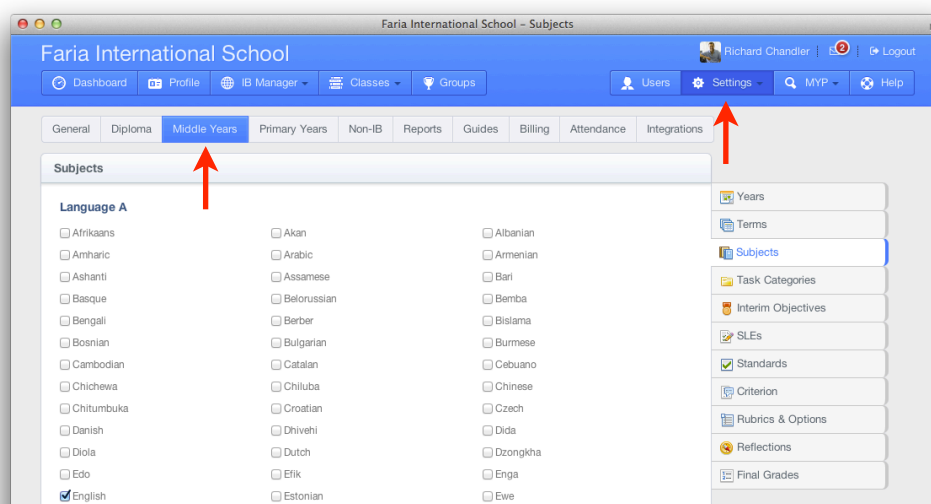 Faria International School – Subjects
Faria International School
Richard Chandler
2
Logout
Dashboard Profile IB Manager Classes Groups Users Settings MYP Help
General Diploma Middle Years Primary Years Non-IB Reports Guides Billing Attendance Integrations
Subjects
Language A
Afrikaans Akan Albanian
Amharic Arabic Armenian
Ashanti Assamese Bari
Basque Belorussian Bemba
Bengali Berber Bislama
Bosnian Bulgarian Burmese
Cambodian Catalan Cebuano
Chichewa Chiluba Chinese
Chitumbuka Croatian Czech
Danish Dhivehi Dida
Diola Dutch Dzongkha
Edo Efik Enga
English Estonian Ewe
Years
Terms
Subjects
Task Categories
Interim Objectives
SLEs
Standards
Criterion
Rubrics & Options
Reflections
Final Grades